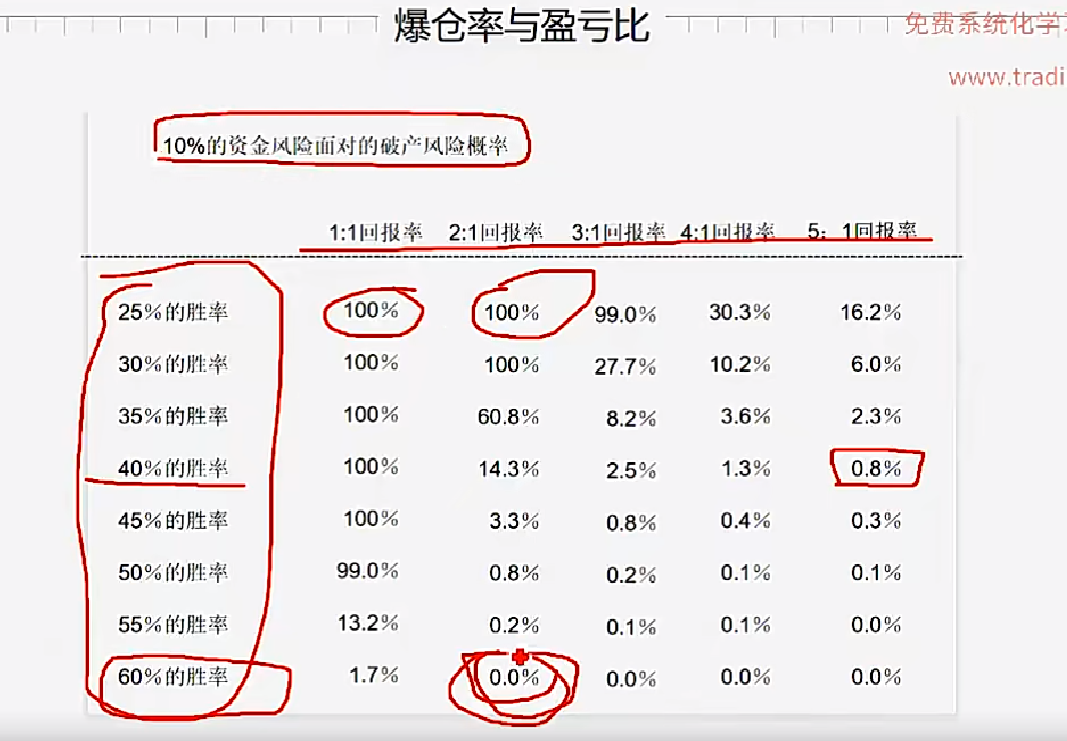 爆仓率与盈亏比
免费系统化学
www.tradi
10%的资金风险面对的破产风险概率
1:1回报率 2:1回报率 3:1回报率 4:1回报率 5：1回报率
25%的胜率 100% 100% 99.0% 30.3% 16.2%
30%的胜率 100% 100% 27.7% 10.2% 6.0%
35%的胜率 100% 60.8% 8.2% 3.6% 2.3%
40%的胜率 100% 14.3% 2.5% 1.3% 0.8%
45%的胜率 100% 3.3% 0.8% 0.4% 0.3%
50%的胜率 99.0% 0.8% 0.2% 0.1% 0.1%
55%的胜率 13.2% 0.2% 0.1% 0.1% 0.0%
60%的胜率 1.7% 0.0% 0.0% 0.0% 0.0%